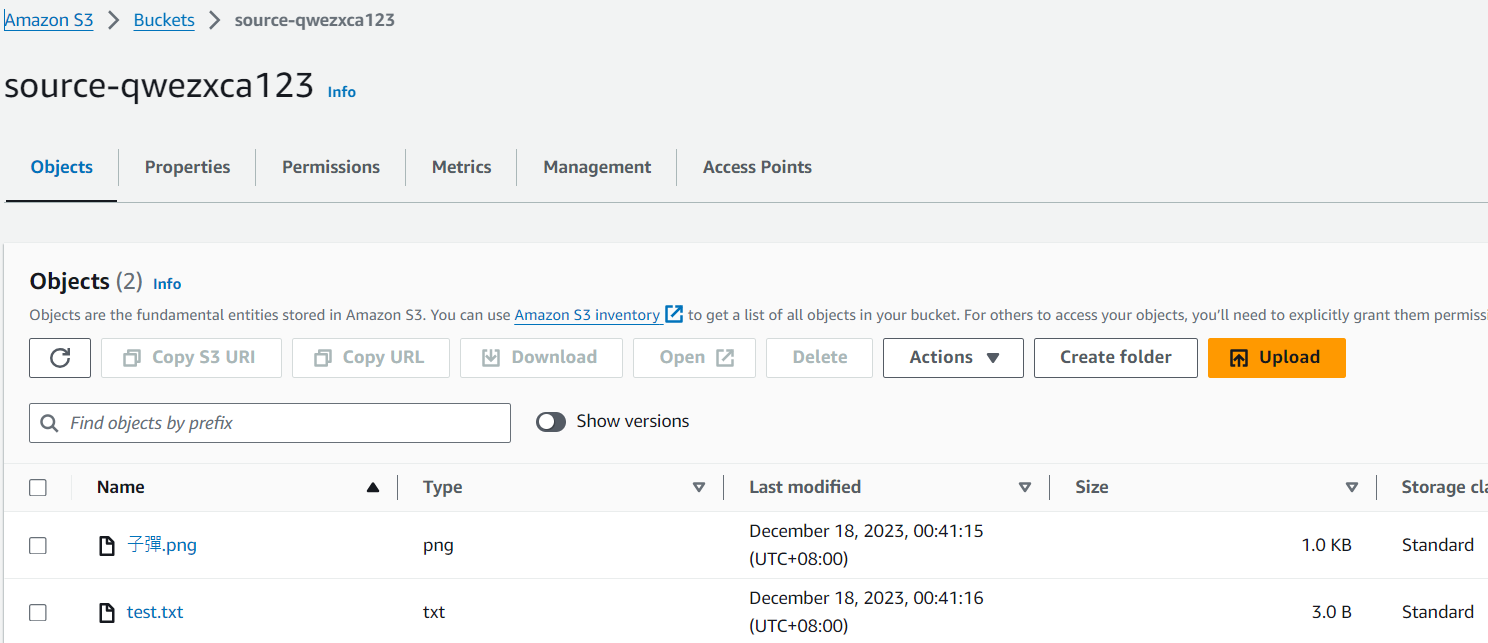 Amazon S3 > Buckets > source-qwezxca123
source-qwezxca123 Info
Objects Properties Permissions Metrics Management Access Points
Objects (2) Info
Objects are the fundamental entities stored in Amazon S3. You can use Amazon S3 inventory to get a list of all objects in your bucket. For others to access your objects, you'll need to explicitly grant them permissi
Copy S3 URI Copy URL Download Open Delete Actions Create folder Upload
Find objects by prefix Show versions
Name Type Last modified Size Storage cla
子彈.png png December 18, 2023, 00:41:15 (UTC+08:00) 1.0 KB Standard
test.txt txt December 18, 2023, 00:41:16 (UTC+08:00) 3.0 B Standard